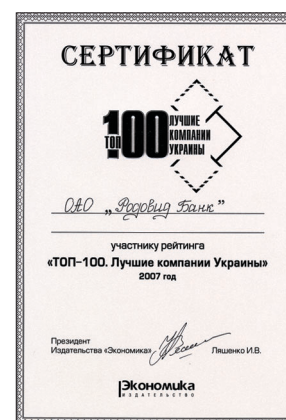 СЕРТИФИКАТ
ТОП 100 ЛУЧШИЕ
КОМПАНИИ
УКРАИНЫ
ОАО „Родовид Банк”
участнику рейтинга
«ТОП-100. Лучшие компании Украины»
2007 год
Президент
Издательства «Экономика»
Ляшенко И.В.
Экономика
ИЗДАТЕЛЬСТВО